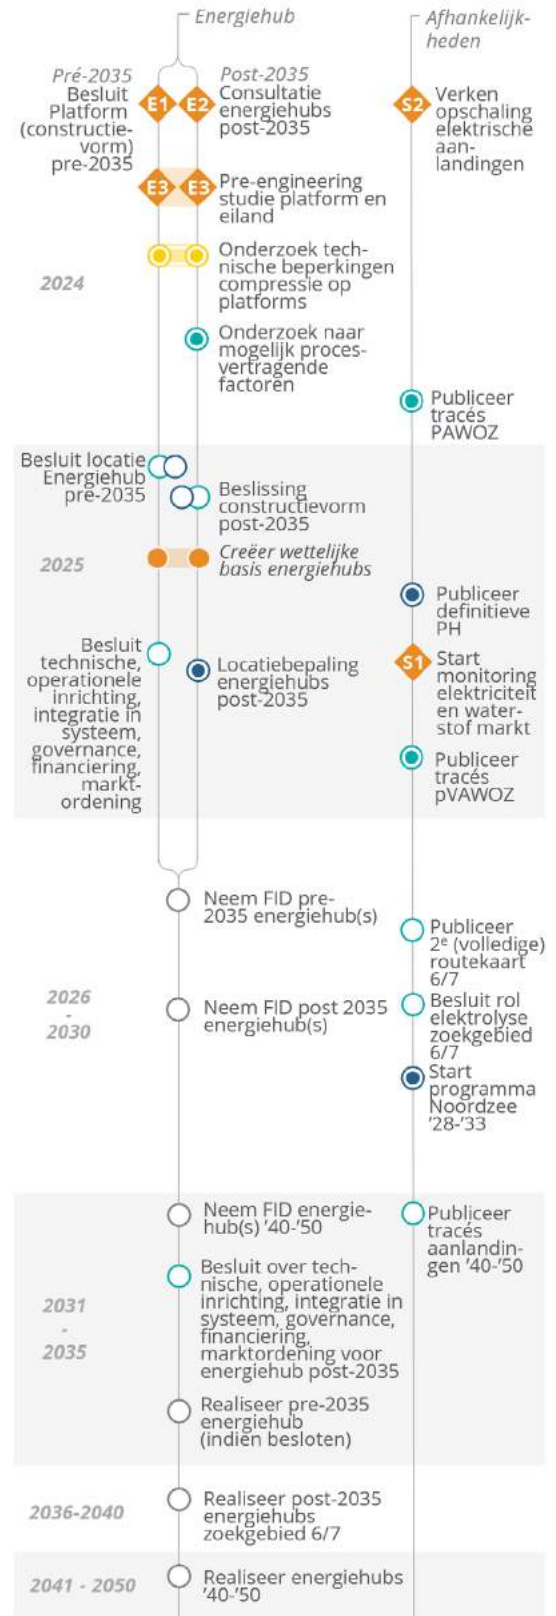 Energiehub
Afhankelijk-
heden
Pré-2035
Post-2035
Besluit
Platform
(constructie-
vorm)
pre-2035
E1
E2
Consultatie
energiehubs
post-2035
S2
Verken
opschaling
elektrische
aan-
landingen
E3
E3
Pre-engineering
studie platform en
eiland
2024
Onderzoek tech-
nische beperkingen
compressie op
platforms
Onderzoek naar
mogelijk proces-
vertragende
factoren
Publiceer
tracés
PAWOZ
Besluit locatie
Energiehub
pre-2035
Beslissing
constructievorm
post-2035
2025
Creëer wettelijke
basis energiehubs
Publiceer
definitieve
PH
Besluit
technische,
operationele
inrichting,
integratie in
systeem,
governance,
financiering,
markt-
ordening
Locatiebepaling
energiehubs
post-2035
S1
Start
monitoring
elektriciteit
en water-
stof markt
Publiceer
tracés
pVAWOZ
Neem FID pre-
2035 energiehub(s)
Publiceer
2e (volledige)
routekaart
6/7
2026
-
2030
Neem FID post 2035
energiehub(s)
Besluit rol
elektrolyse
zoekgebied
6/7
Start
programma
Noordzee
'28-'33
Neem FID energie-
hub(s) '40-'50
Publiceer
tracés
aanlandin-
gen '40-'50
2031
-
2035
Besluit over tech-
nische, operationele
inrichting, integratie in
systeem, governance,
financiering,
marktordening voor
energiehub post-2035
Realiseer pre-2035
energiehub
(indien besloten)
2036-2040
Realiseer post-2035
energiehubs
zoekgebied 6/7
2041 - 2050
Realiseer energiehubs
'40-'50